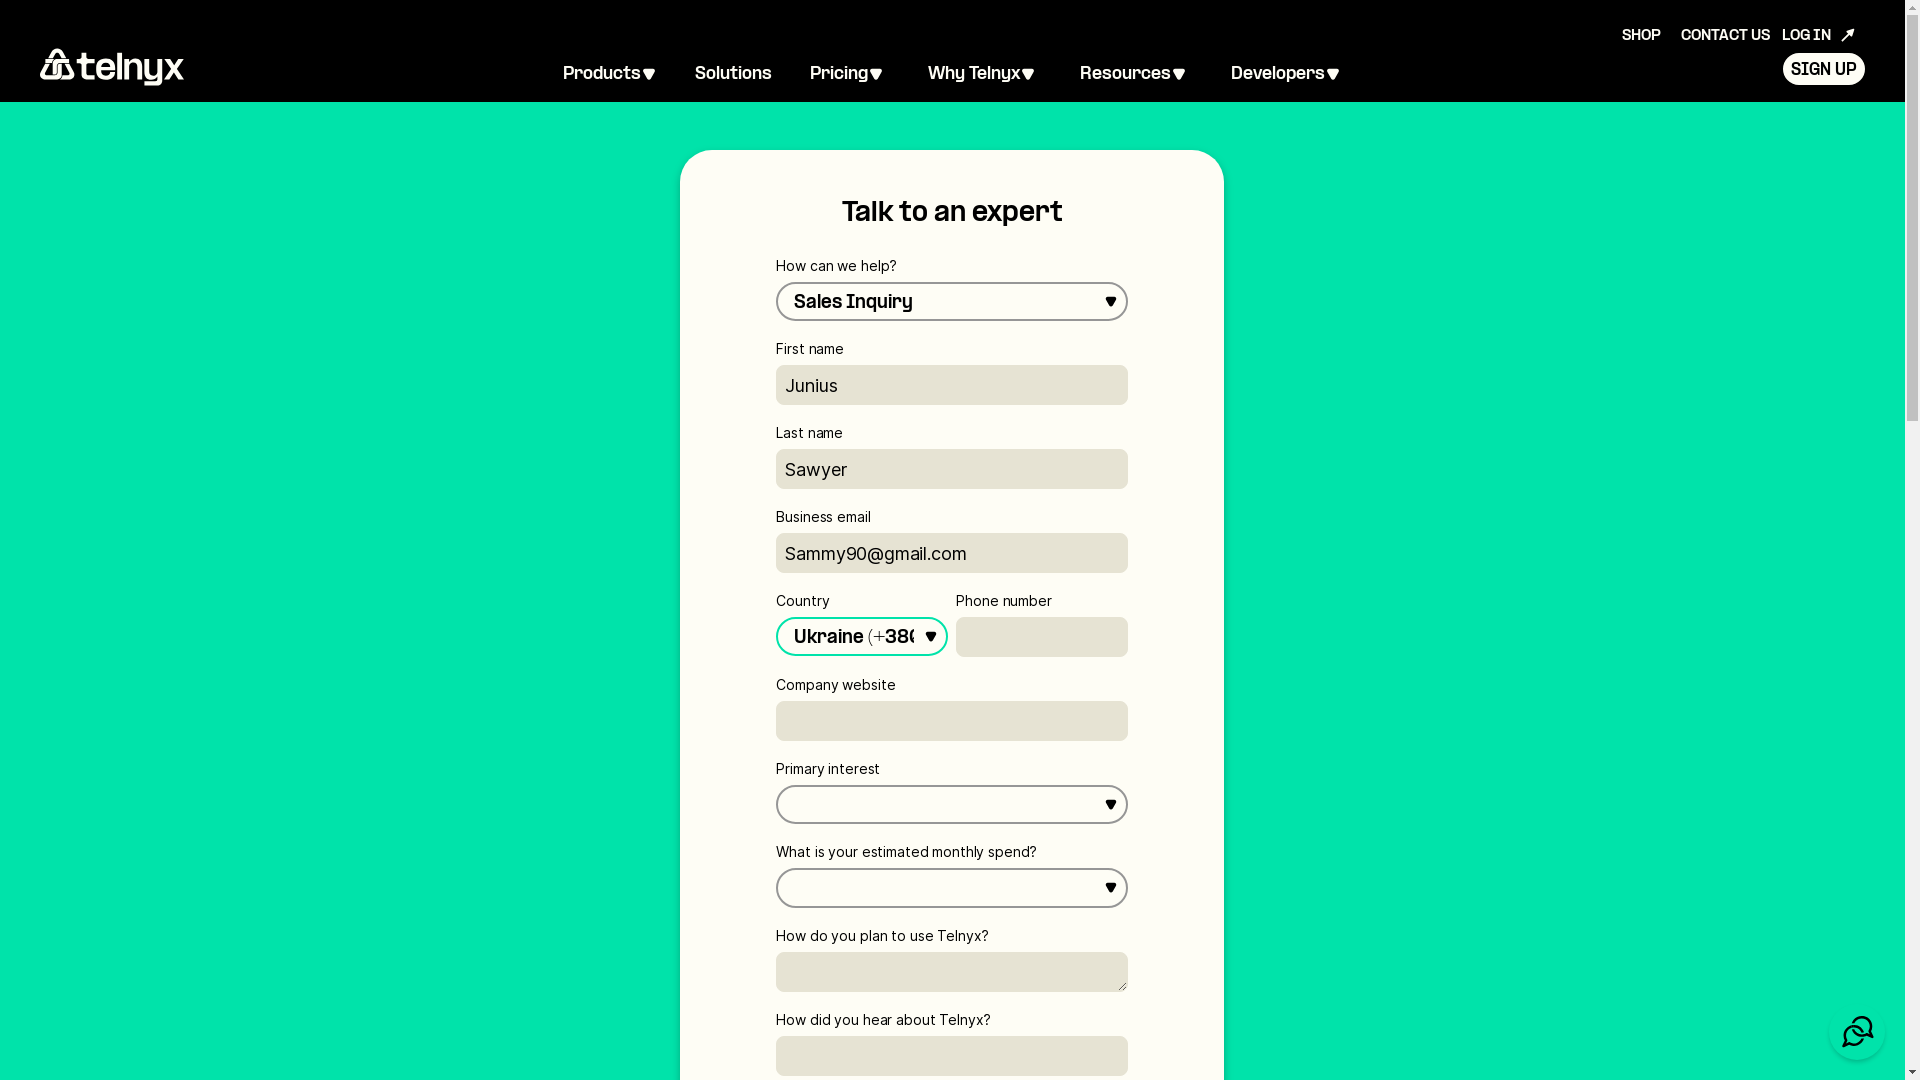 SHOP CONTACT US LOG IN
telnyx Products Solutions Pricing Why Telnyx Resources Developers SIGN UP
Talk to an expert
How can we help?
Sales Inquiry
First name
Junius
Last name
Sawyer
Business email
Sammy90@gmail.com
Country Phone number
Ukraine (+380
Company website
Primary interest
What is your estimated monthly spend?
How do you plan to use Telnyx?
How did you hear about Telnyx?